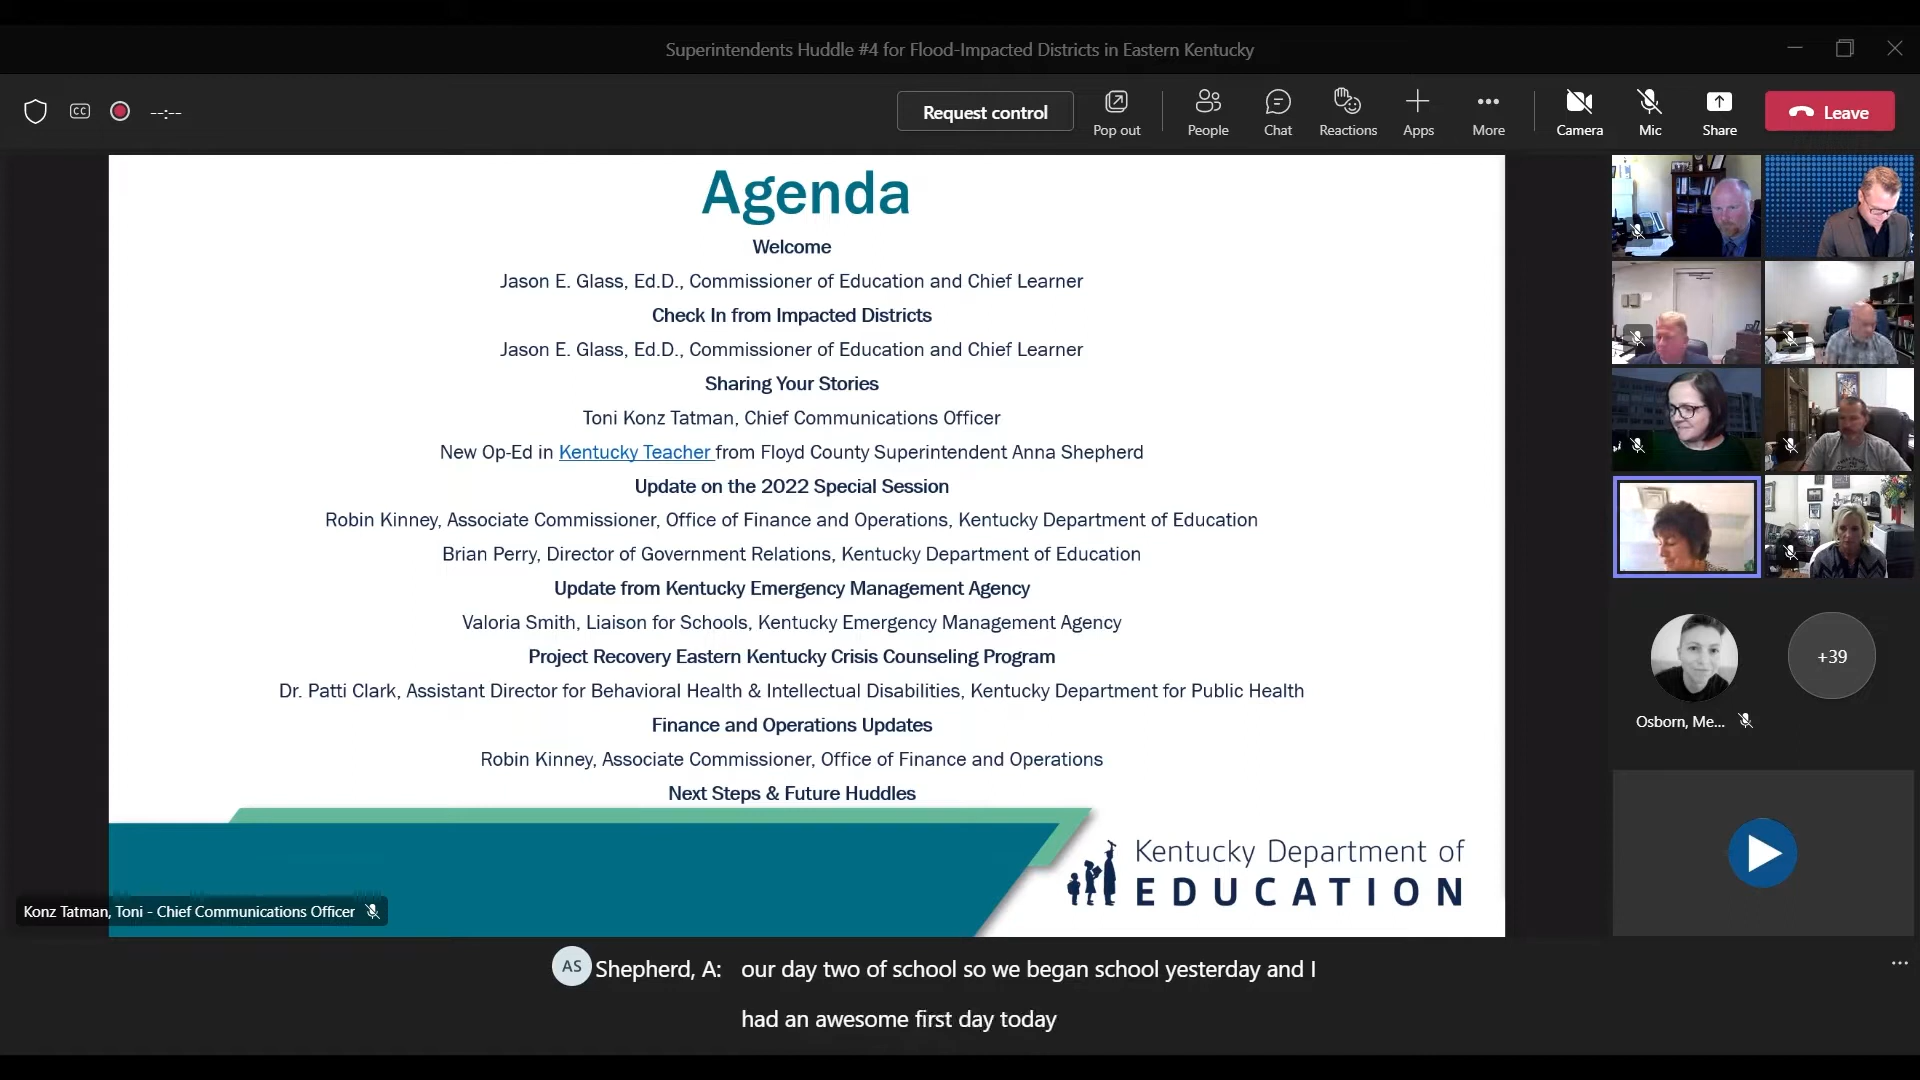 Superintendents Huddle #4 for Flood-Impacted Districts in Eastern Kentucky
CC
--:--
Request control
Pop out
People
Chat
Reactions
Apps
More
Camera
Mic
Share
Leave
Agenda
Welcome
Jason E. Glass, Ed.D., Commissioner of Education and Chief Learner
Check In from Impacted Districts
Jason E. Glass, Ed.D., Commissioner of Education and Chief Learner
Sharing Your Stories
Toni Konz Tatman, Chief Communications Officer
New Op-Ed in Kentucky Teacher from Floyd County Superintendent Anna Shepherd
Update on the 2022 Special Session
Robin Kinney, Associate Commissioner, Office of Finance and Operations, Kentucky Department of Education
Brian Perry, Director of Government Relations, Kentucky Department of Education
Update from Kentucky Emergency Management Agency
Valoria Smith, Liaison for Schools, Kentucky Emergency Management Agency
Project Recovery Eastern Kentucky Crisis Counseling Program
Dr. Patti Clark, Assistant Director for Behavioral Health & Intellectual Disabilities, Kentucky Department for Public Health
Finance and Operations Updates
Robin Kinney, Associate Commissioner, Office of Finance and Operations
Next Steps & Future Huddles
Kentucky Department of
EDUCATION
Konz Tatman, Toni - Chief Communications Officer
+39
Osborn, Me...
AS
Shepherd, A: our day two of school so we began school yesterday and I
had an awesome first day today